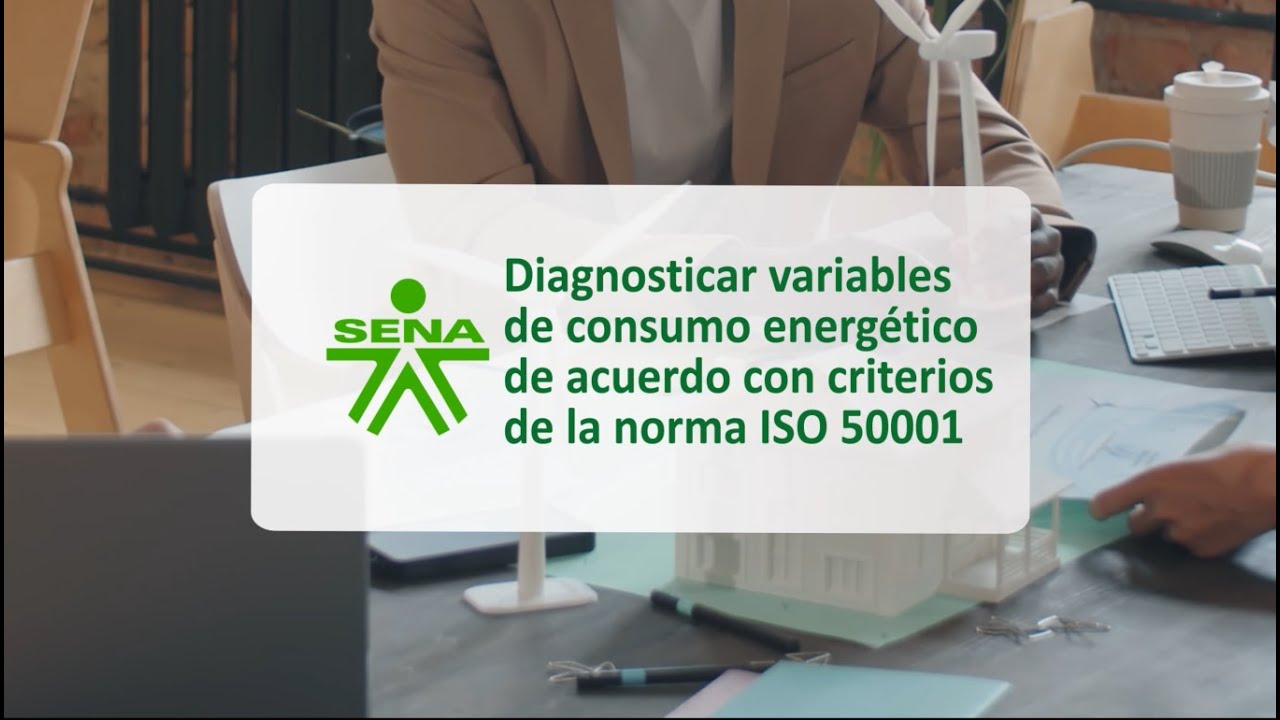 SENA
Diagnosticar variables
de consumo energético
de acuerdo con criterios
de la norma ISO 50001